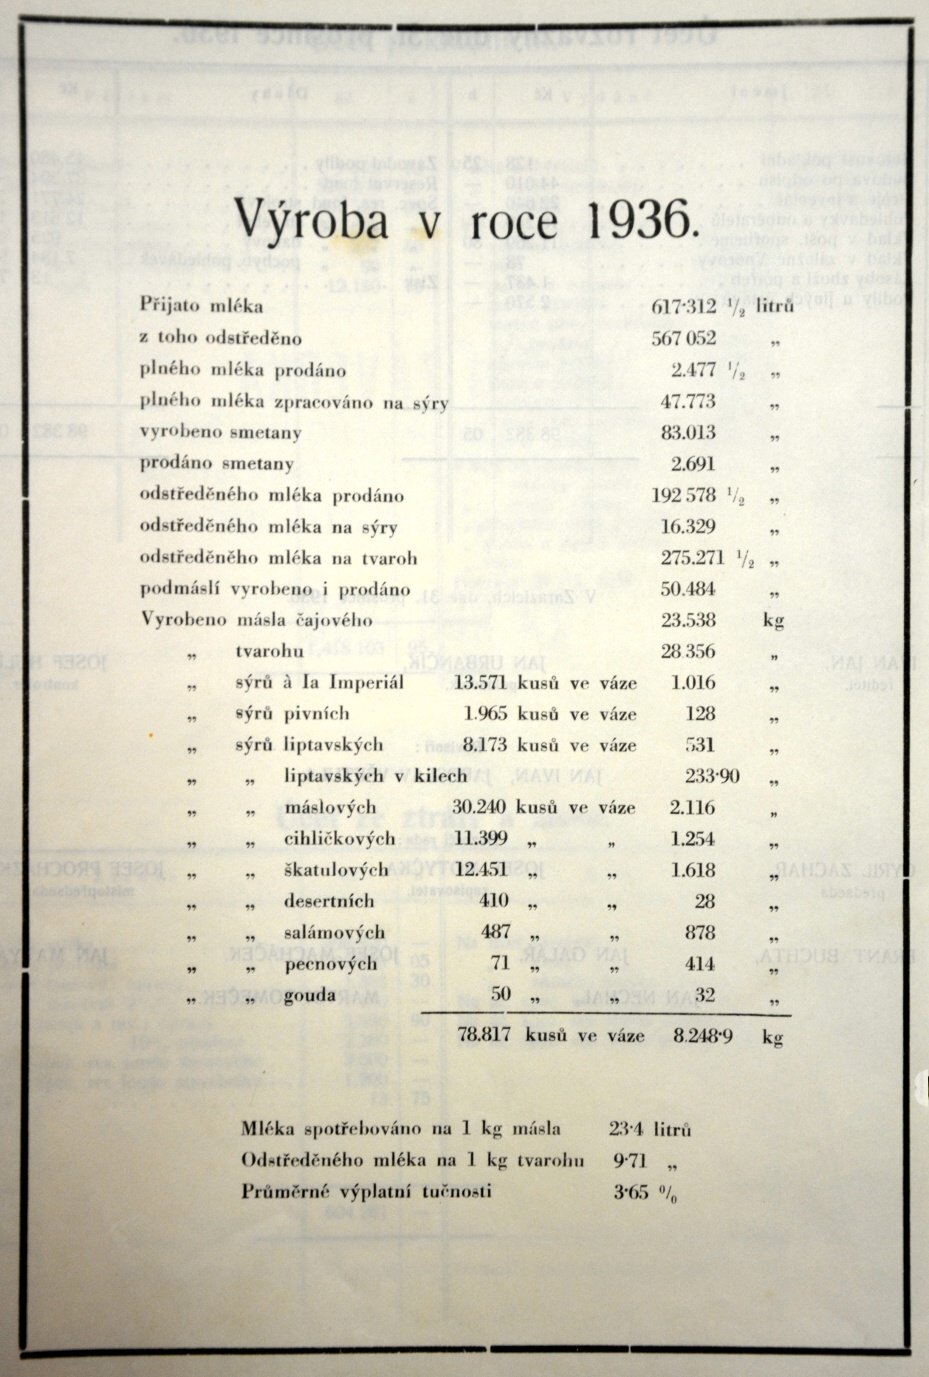 Výroba v roce 1936.
Přijato mléka 617·312 1/2 litrů
z toho odstředěno 567 052 „
plného mléka prodáno 2.477 1/2 „
plného mléka zpracováno na sýry 47.773 „
vyrobeno smetany 83.013 „
prodáno smetany 2.691 „
odstředěného mléka prodáno 192 578 1/2 „
odstředěného mléka na sýry 16.329 „
odstředěněho mléka na tvaroh 275.271 1/2 „
podmáslí vyrobeno i prodáno 50.484 „
Vyrobeno másla čajového 23.538 kg
„ tvarohu 28 356 „
„ sýrů à Ia Imperiál 13.571 kusů ve váze 1.016 „
„ sýrů pivních 1.965 kusů ve váze 128 „
„ sýrů liptavských 8.173 kusů ve váze 531 „
„ „ liptavských v kilech 233·90 „
„ „ máslových 30.240 kusů ve váze 2.116 „
„ „ cihličkových 11.399 „ „ 1.254 „
„ „ škatulových 12.451 „ „ 1.618 „
„ „ desertních 410 „ „ 28 „
„ „ salámových 487 „ „ 878 „
„ „ pecnových 71 „ „ 414 „
„ „ gouda 50 „ „ 32 „
78.817 kusů ve váze 8.248·9 kg
Mléka spotřebováno na 1 kg másla 23·4 litrů
Odstředěného mléka na 1 kg tvarohu 9·71 „
Průměrné výplatní tučnosti 3·65 %